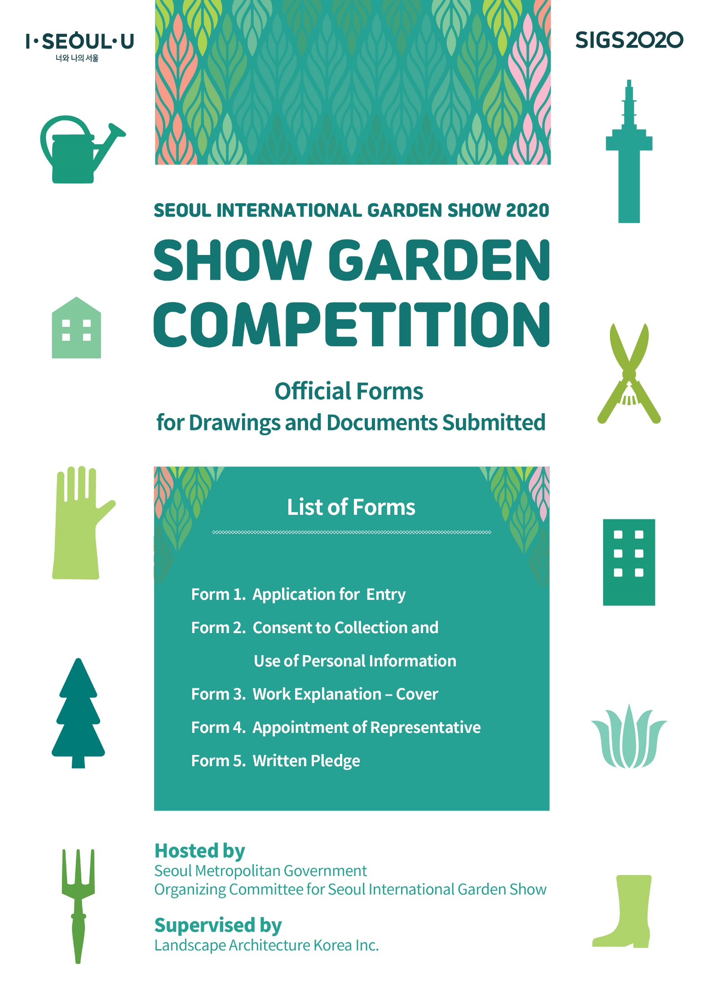 I·SEOUL·U
너와 나의 서울
SIGS2020
SEOUL INTERNATIONAL GARDEN SHOW 2020
SHOW GARDEN
COMPETITION
Official Forms
for Drawings and Documents Submitted
List of Forms
Form 1. Application for Entry
Form 2. Consent to Collection and
Use of Personal Information
Form 3. Work Explanation – Cover
Form 4. Appointment of Representative
Form 5. Written Pledge
Hosted by
Seoul Metropolitan Government
Organizing Committee for Seoul International Garden Show
Supervised by
Landscape Architecture Korea Inc.